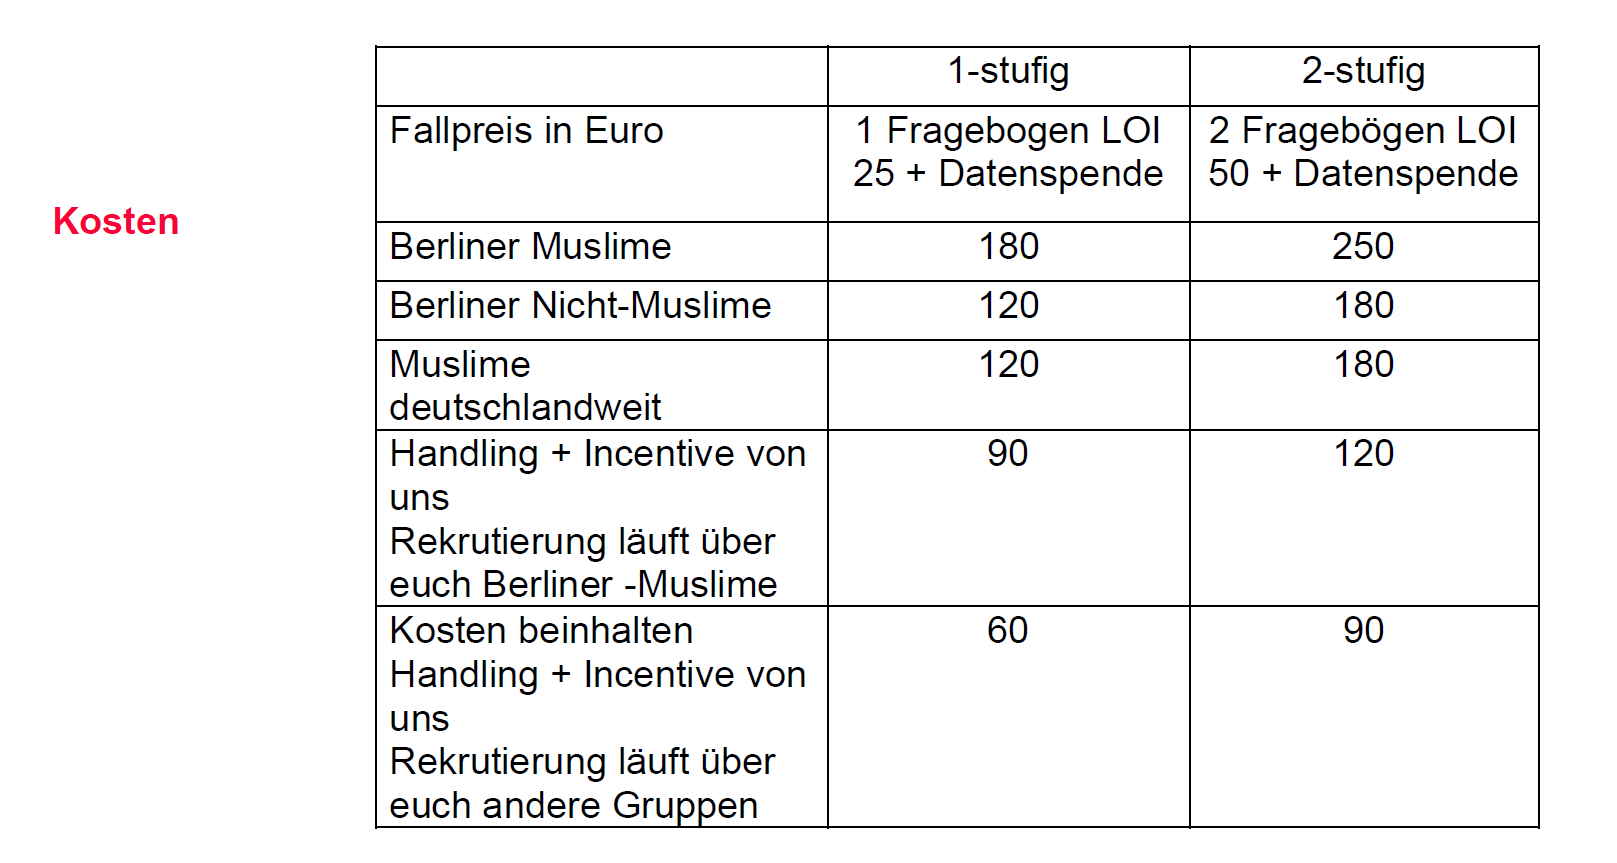 Kosten
1-stufig 2-stufig
Fallpreis in Euro 1 Fragebogen LOI 2 Fragebögen LOI
25 + Datenspende 50 + Datenspende
Berliner Muslime 180 250
Berliner Nicht-Muslime 120 180
Muslime 120 180
deutschlandweit
Handling + Incentive von 90 120
uns
Rekrutierung läuft über
euch Berliner -Muslime
Kosten beinhalten 60 90
Handling + Incentive von
uns
Rekrutierung läuft über
euch andere Gruppen